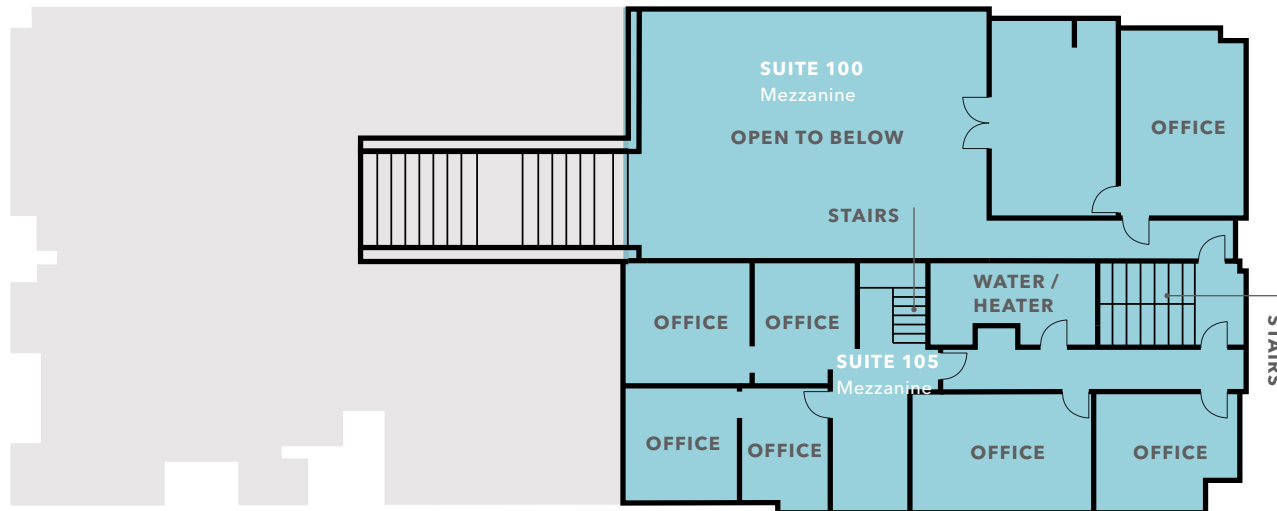 SUITE 100
Mezzanine
OPEN TO BELOW
OFFICE
STAIRS
WATER /
HEATER
STAIRS
OFFICE
OFFICE
SUITE 105
Mezzanine
OFFICE
OFFICE
OFFICE
OFFICE